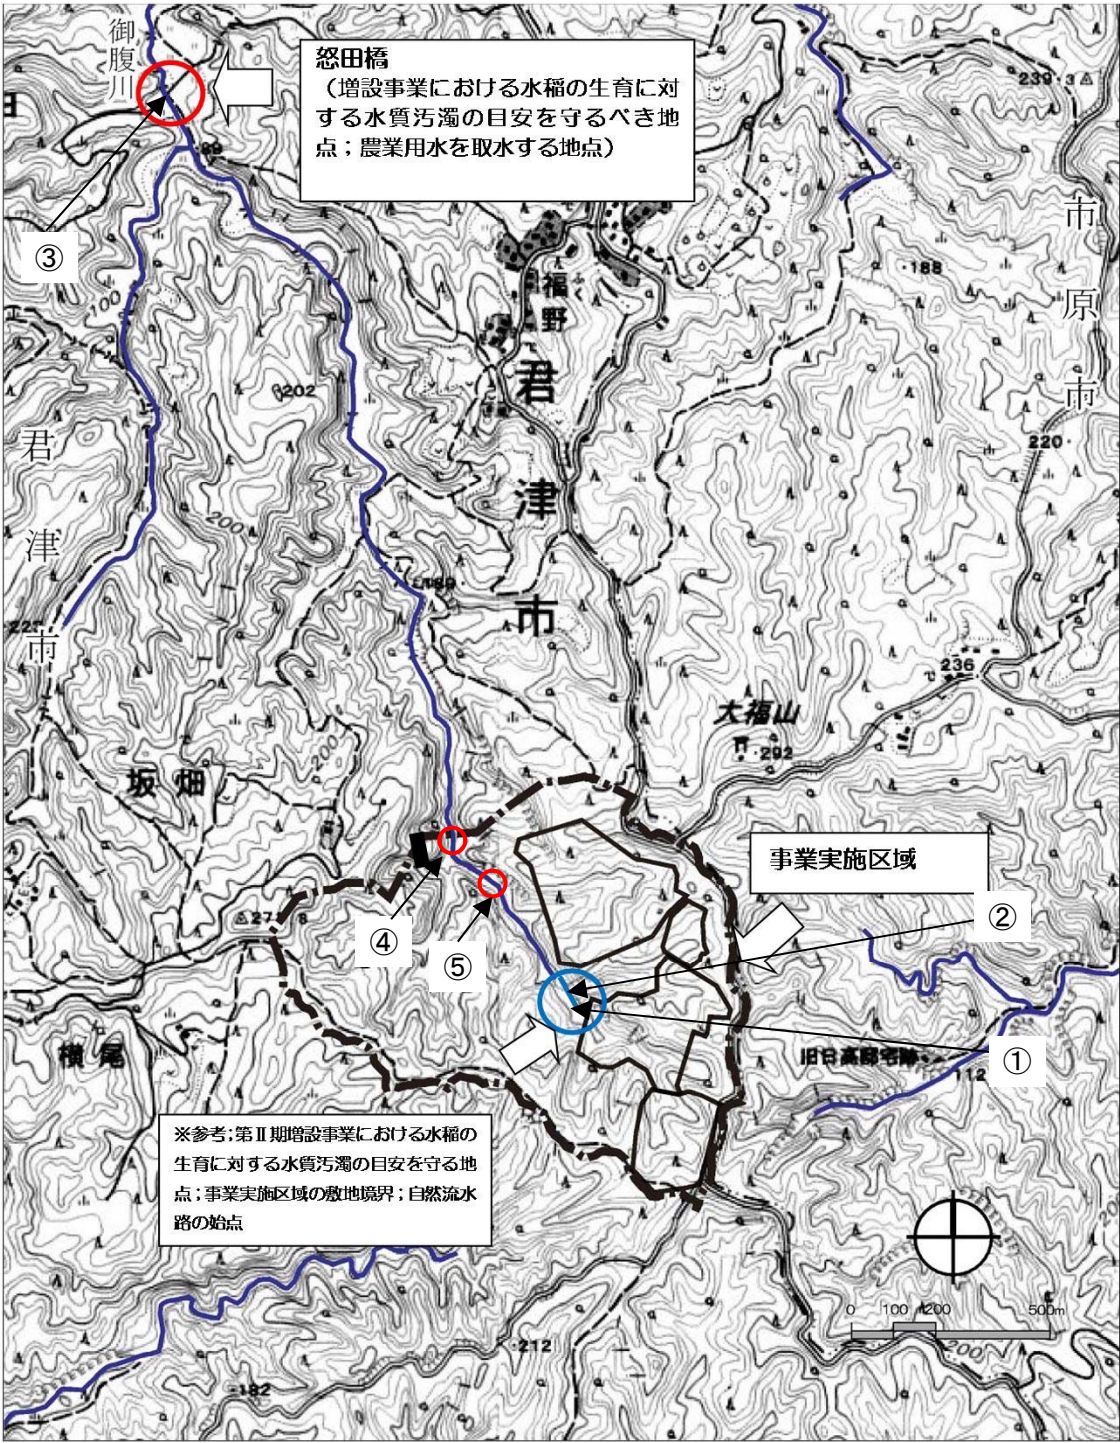 御腹川
怒田橋
（増設事業における水稲の生育に対
する水質汚濁の目安を守るべき地
点；農業用水を取水する地点）
239.3
③
市原市
188
福野
ふく
100
202
君津市
君津市
220
200
189
236
大福山
292
坂畑
200
事業実施区域
②
④
⑤
横尾
旧日高邸宅跡
112
①
※参考；第Ⅱ期増設事業における水稲の
生育に対する水質汚濁の目安を守る地
点；事業実施区域の敷地境界；自然流水
路の始点
0 100 200 500m
200
212
182